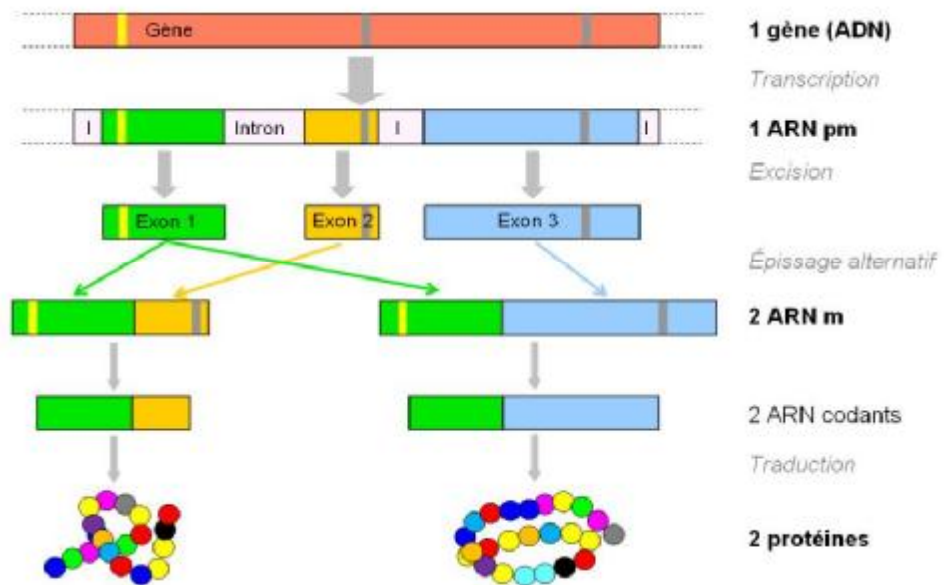 Gène
1 gène (ADN)
Transcription
I
Intron
I
I
1 ARN pm
Excision
Exon 1
Exon 2
Exon 3
Épissage alternatif
2 ARN m
2 ARN codants
Traduction
2 protéines